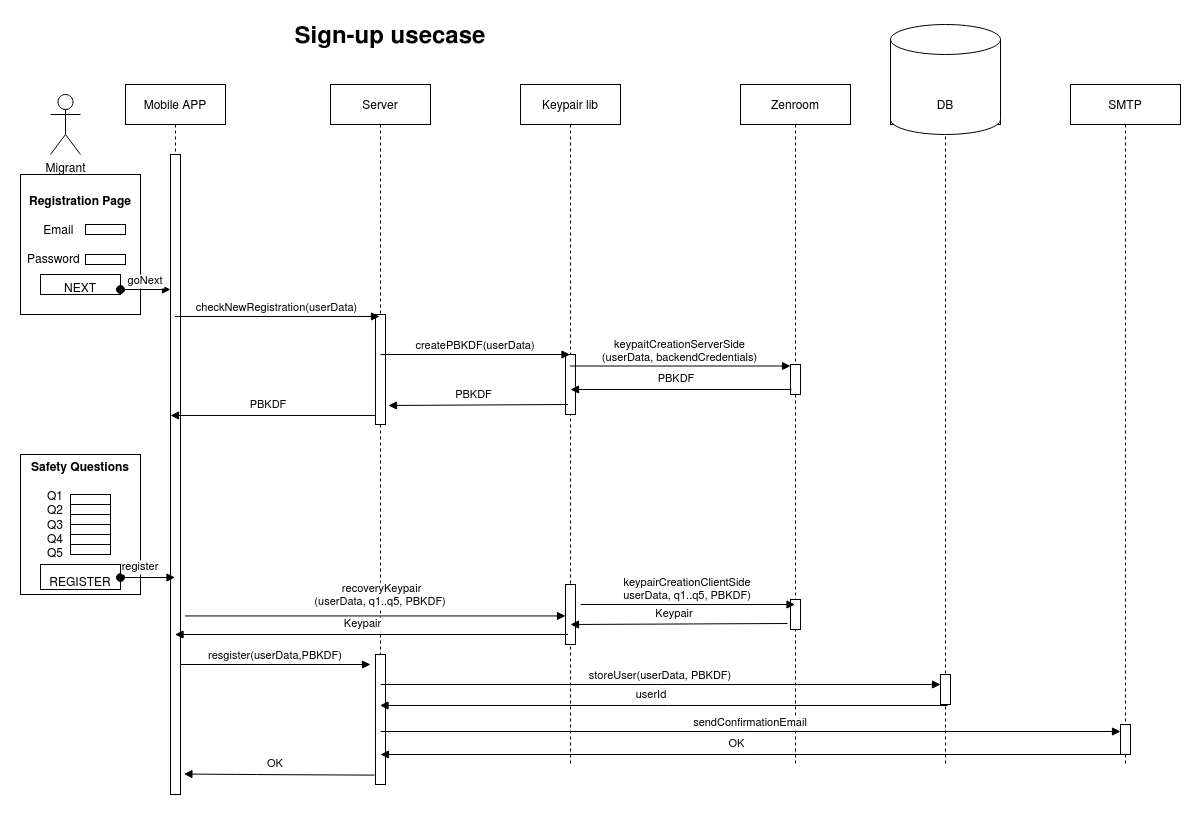 Sign-up usecase
Mobile APP
Server
Keypair lib
Zenroom
DB
SMTP
Migrant
Registration Page
Email
Password
NEXT
goNext
checkNewRegistration(userData)
createPBKDF(userData)
keypaitCreationServerSide
(userData, backendCredentials)
PBKDF
PBKDF
PBKDF
Safety Questions
Q1
Q2
Q3
Q4
Q5
REGISTER
register
recoveryKeypair
(userData, q1..q5, PBKDF)
keypairCreationClientSide
userData, q1..q5, PBKDF)
Keypair
Keypair
resgister(userData,PBKDF)
storeUser(userData, PBKDF)
userId
sendConfirmationEmail
OK
OK